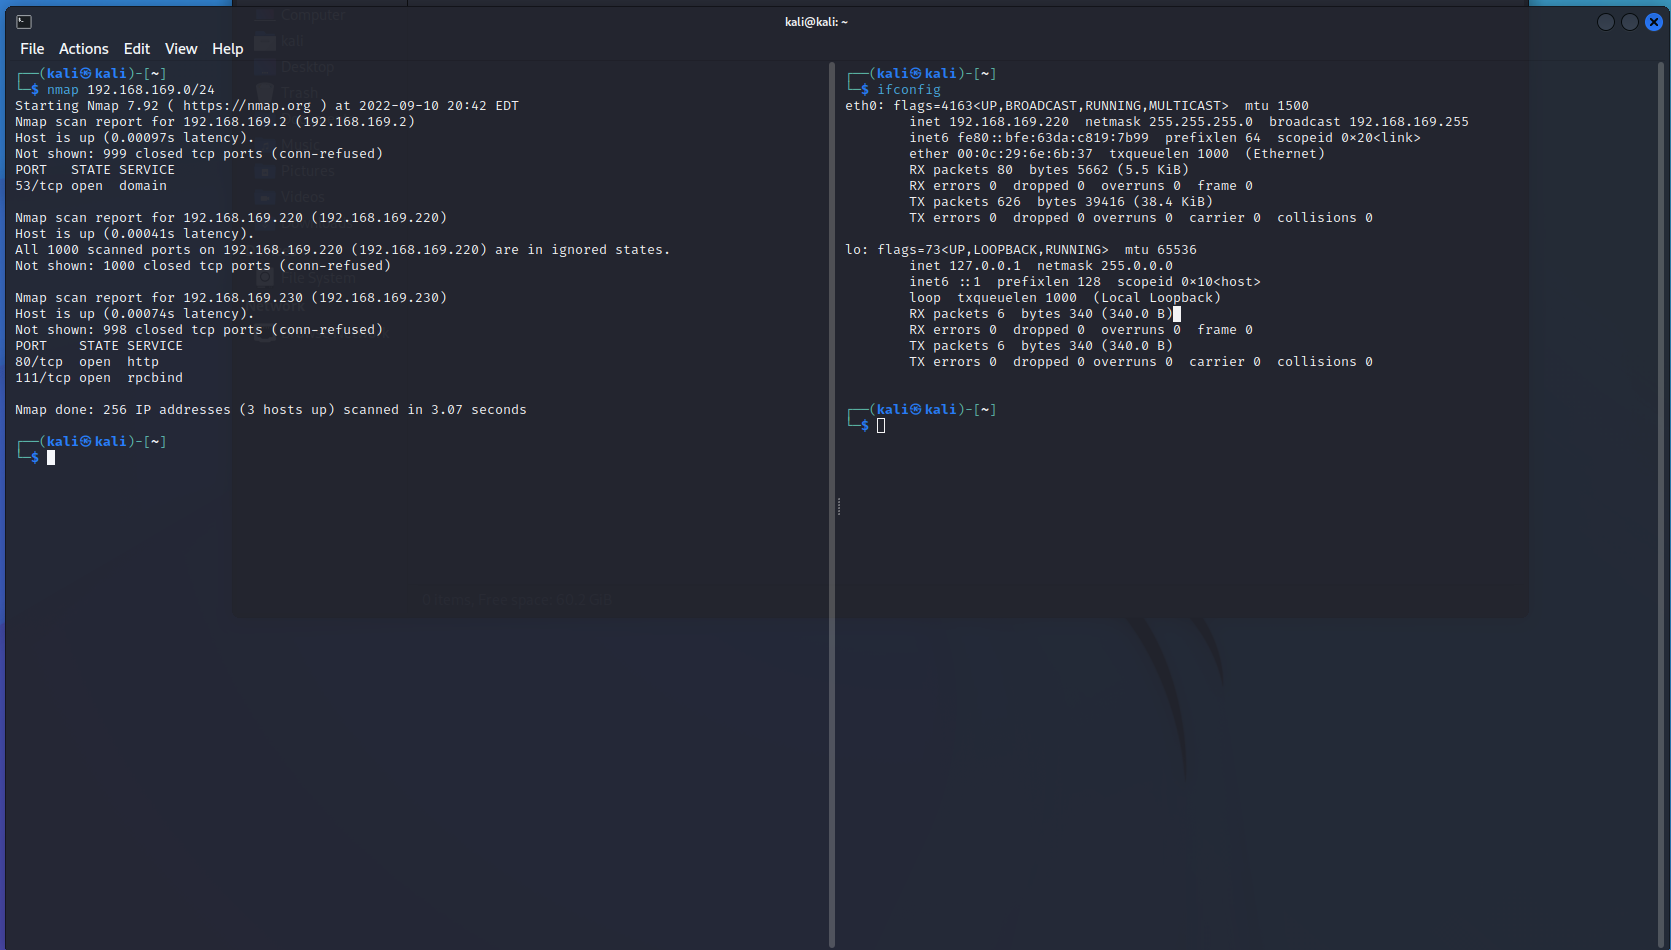 kali@kali: ~
File Actions Edit View Help
┌──(kali㉿kali)-[~]
└─$ nmap 192.168.169.0/24
Starting Nmap 7.92 ( https://nmap.org ) at 2022-09-10 20:42 EDT
Nmap scan report for 192.168.169.2 (192.168.169.2)
Host is up (0.00097s latency).
Not shown: 999 closed tcp ports (conn-refused)
PORT   STATE SERVICE
53/tcp open  domain

Nmap scan report for 192.168.169.220 (192.168.169.220)
Host is up (0.00041s latency).
All 1000 scanned ports on 192.168.169.220 (192.168.169.220) are in ignored states.
Not shown: 1000 closed tcp ports (conn-refused)

Nmap scan report for 192.168.169.230 (192.168.169.230)
Host is up (0.00074s latency).
Not shown: 998 closed tcp ports (conn-refused)
PORT    STATE SERVICE
80/tcp  open  http
111/tcp open  rpcbind

Nmap done: 256 IP addresses (3 hosts up) scanned in 3.07 seconds

┌──(kali㉿kali)-[~]
└─$
┌──(kali㉿kali)-[~]
└─$ ifconfig
eth0: flags=4163<UP,BROADCAST,RUNNING,MULTICAST>  mtu 1500
inet 192.168.169.220  netmask 255.255.255.0  broadcast 192.168.169.255
inet6 fe80::bfe:63da:c819:7b99  prefixlen 64  scopeid 0×20<link>
ether 00:0c:29:6e:6b:37  txqueuelen 1000  (Ethernet)
RX packets 80  bytes 5662 (5.5 KiB)
RX errors 0  dropped 0  overruns 0  frame 0
TX packets 626  bytes 39416 (38.4 KiB)
TX errors 0  dropped 0 overruns 0  carrier 0  collisions 0

lo: flags=73<UP,LOOPBACK,RUNNING>  mtu 65536
inet 127.0.0.1  netmask 255.0.0.0
inet6 ::1  prefixlen 128  scopeid 0×10<host>
loop  txqueuelen 1000  (Local Loopback)
RX packets 6  bytes 340 (340.0 B)
RX errors 0  dropped 0  overruns 0  frame 0
TX packets 6  bytes 340 (340.0 B)
TX errors 0  dropped 0 overruns 0  carrier 0  collisions 0

┌──(kali㉿kali)-[~]
└─$
Computer
kali
Desktop
Trash
Pictures
Videos